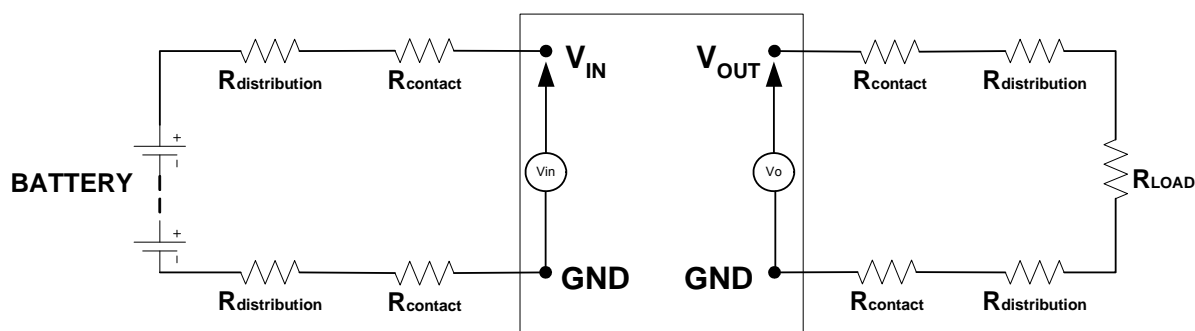 Rdistribution
Rcontact
VIN
VOUT
Rcontact
Rdistribution
+
-
BATTERY
Vin
Vo
RLOAD
+
-
Rdistribution
Rcontact
GND
GND
Rcontact
Rdistribution